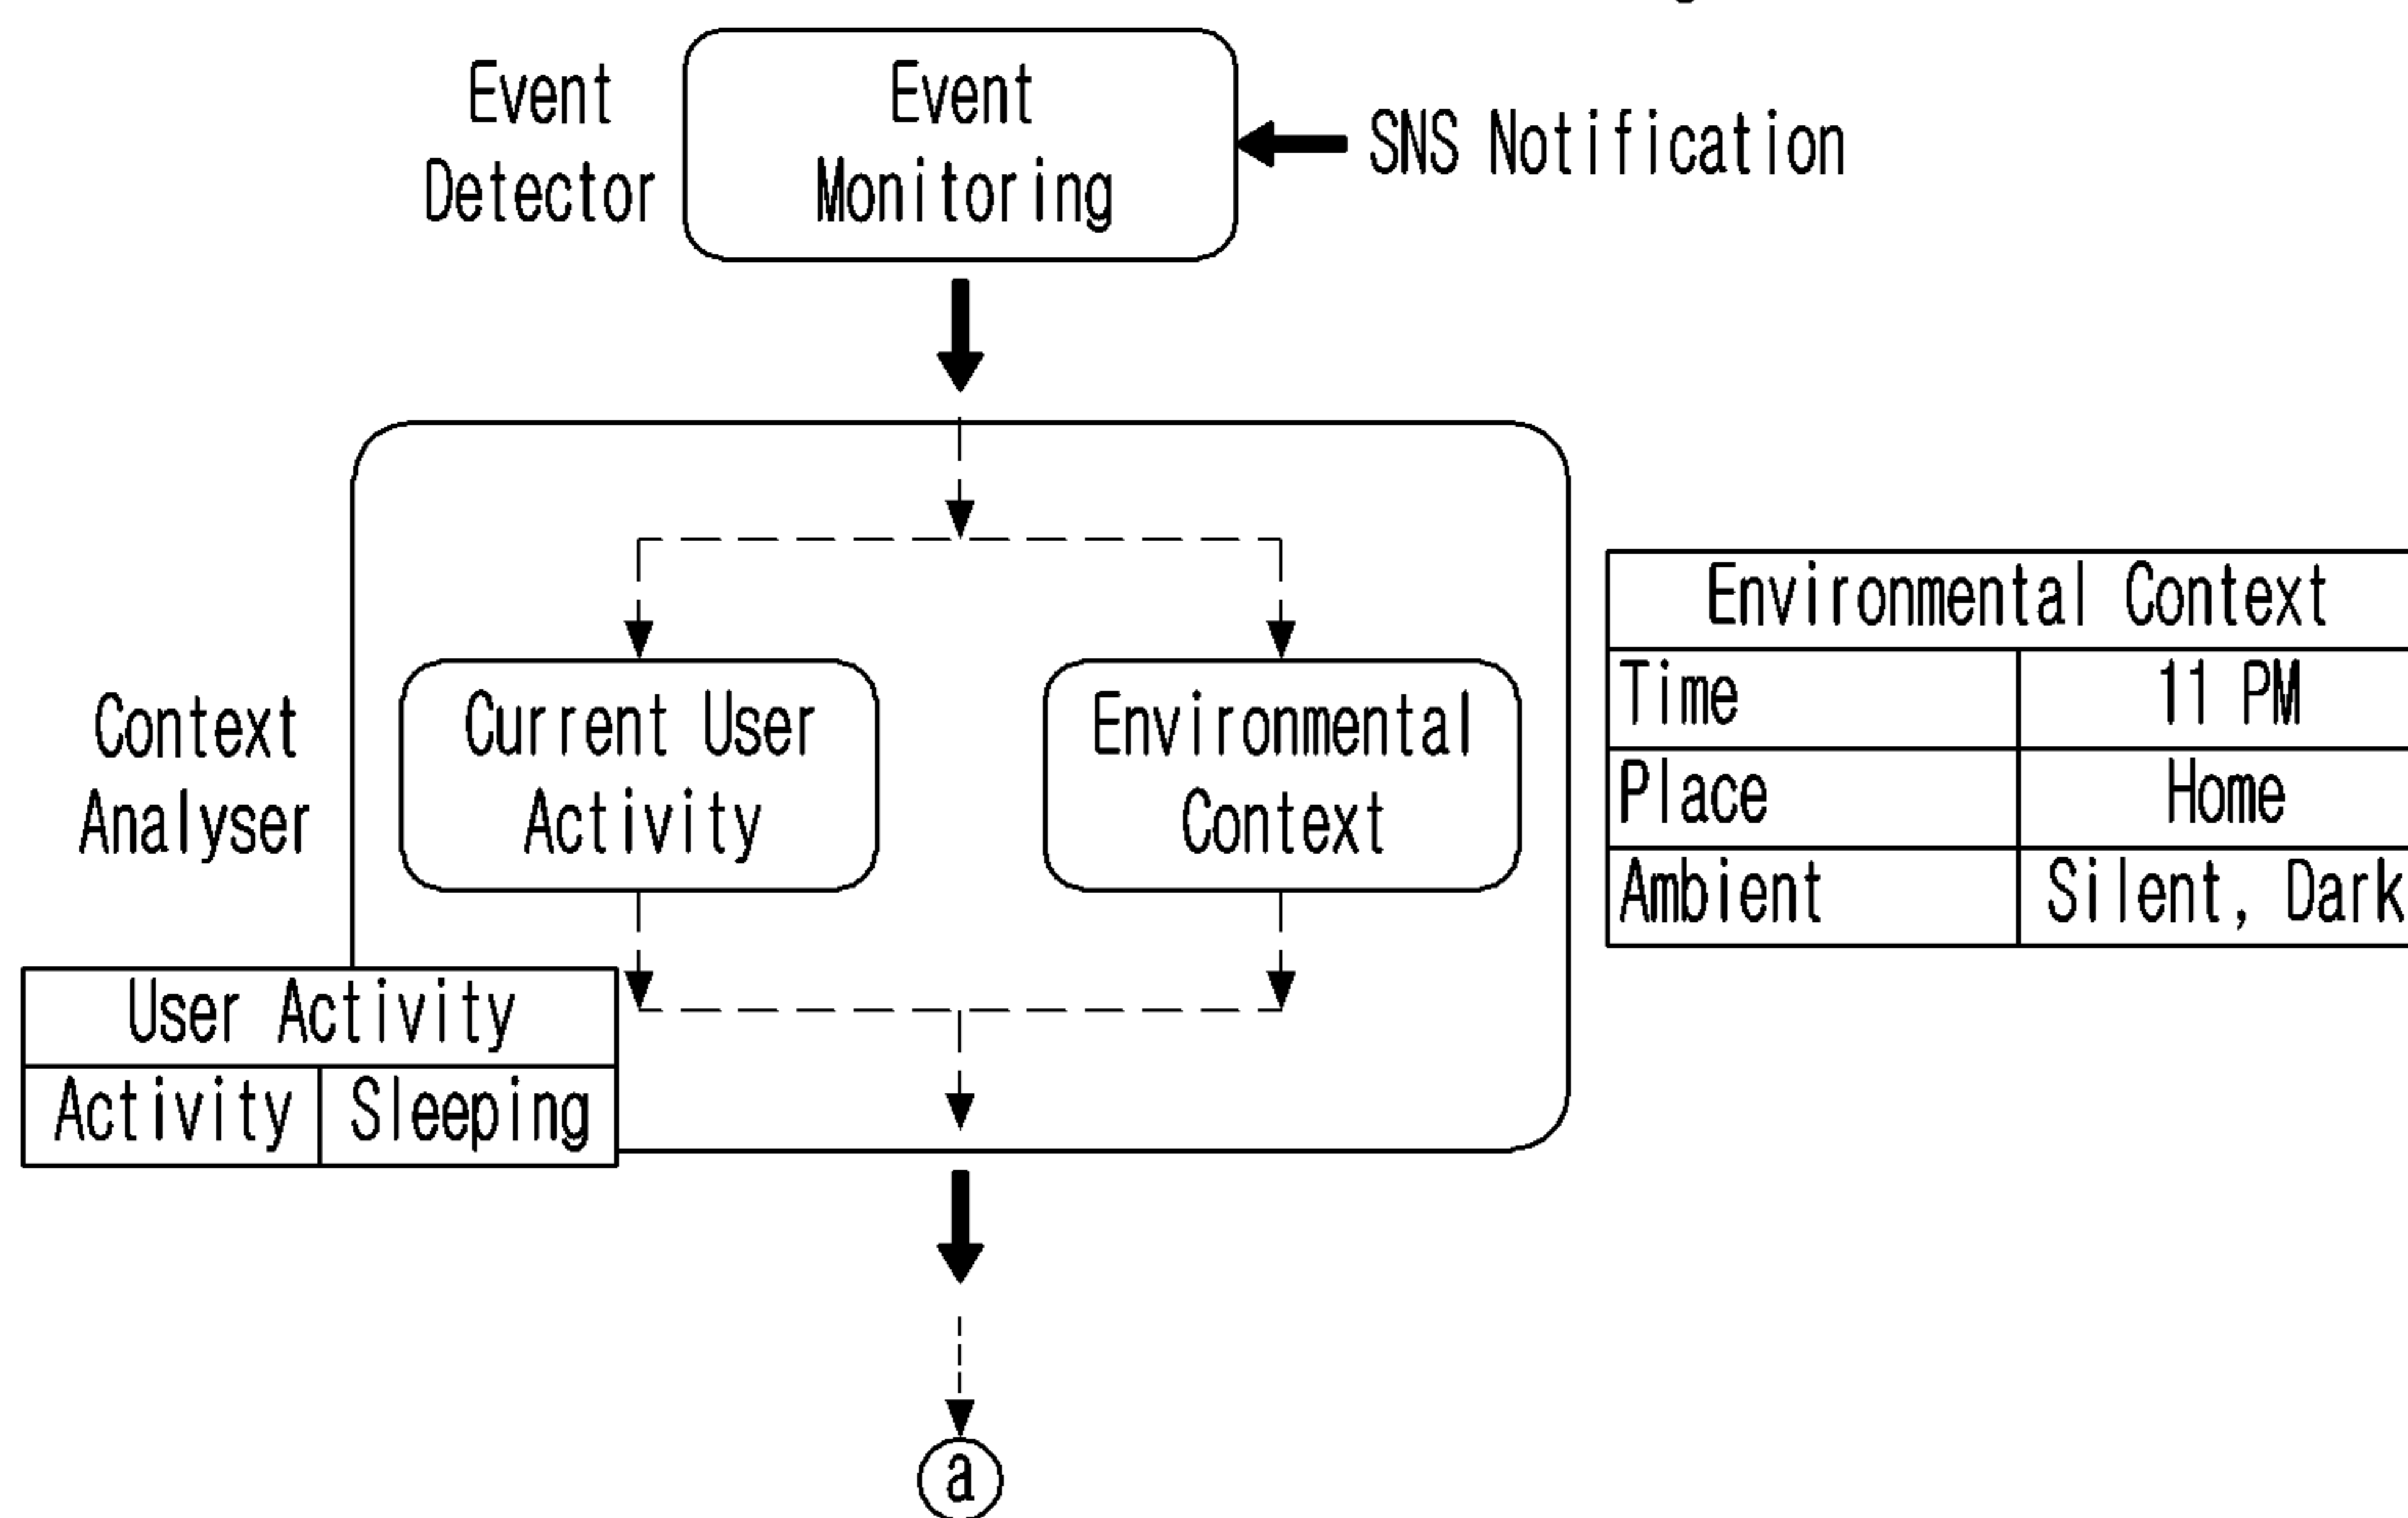 Event
Detector
Event
Monitoring
SNS Notification
Context
Analyser
Current User
Activity
Environmental
Context
Environmental Context
Time 11 PM
Place Home
Ambient Silent, Dark
User Activity
Activity Sleeping
a